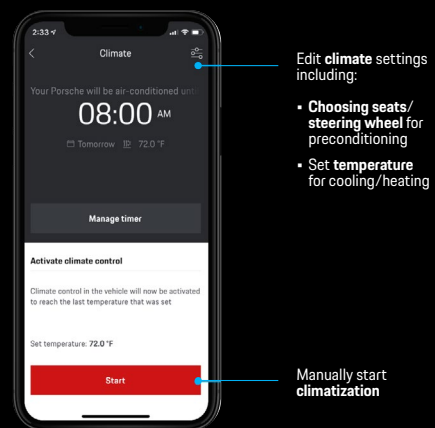 2:33
Climate
Your Porsche will be air-conditioned unti
08:00 AM
Tomorrow 72.0 °F
Manage timer
Activate climate control
Climate control in the vehicle will now be activated
to reach the last temperature that was set
Set temperature: 72.0 °F
Start
Edit climate settings
including:
▪ Choosing seats/
steering wheel for
preconditioning
▪ Set temperature
for cooling/heating
Manually start
climatization